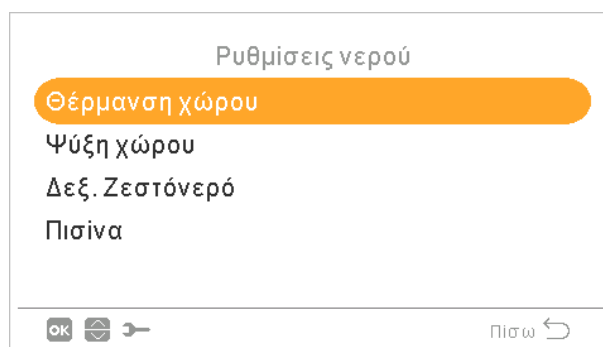 Ρυθμίσεις νερού
Θέρμανση χώρου
Ψύξη χώρου
Δεξ. Ζεστόνερό
Πισίνα
OK
Πίσω